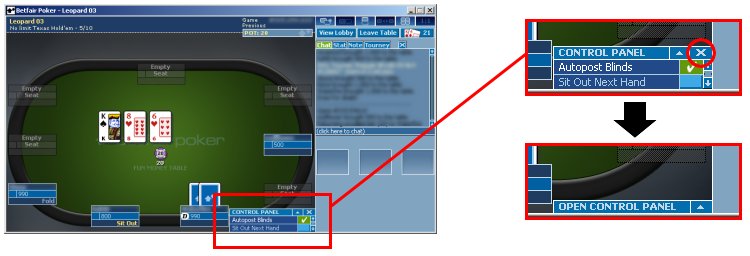 Betfair Poker - Leopard 03
Leopard 03
No limit Texas Hold'em - 5/10
Game
Previous
POT: 20
View Lobby
Leave Table
21
Chat
Stat
Note
Tourney
(click here to chat)
Empty
Seat
Empty
Seat
Empty
Seat
Empty
Seat
K
8
6
poker
20
FUN MONEY TABLE
500
Empty
990
Fold
800
Sit Out
D 990
CONTROL PANEL
Autopost Blinds
Sit Out Next Hand
CONTROL PANEL
Autopost Blinds
Sit Out Next Hand
OPEN CONTROL PANEL